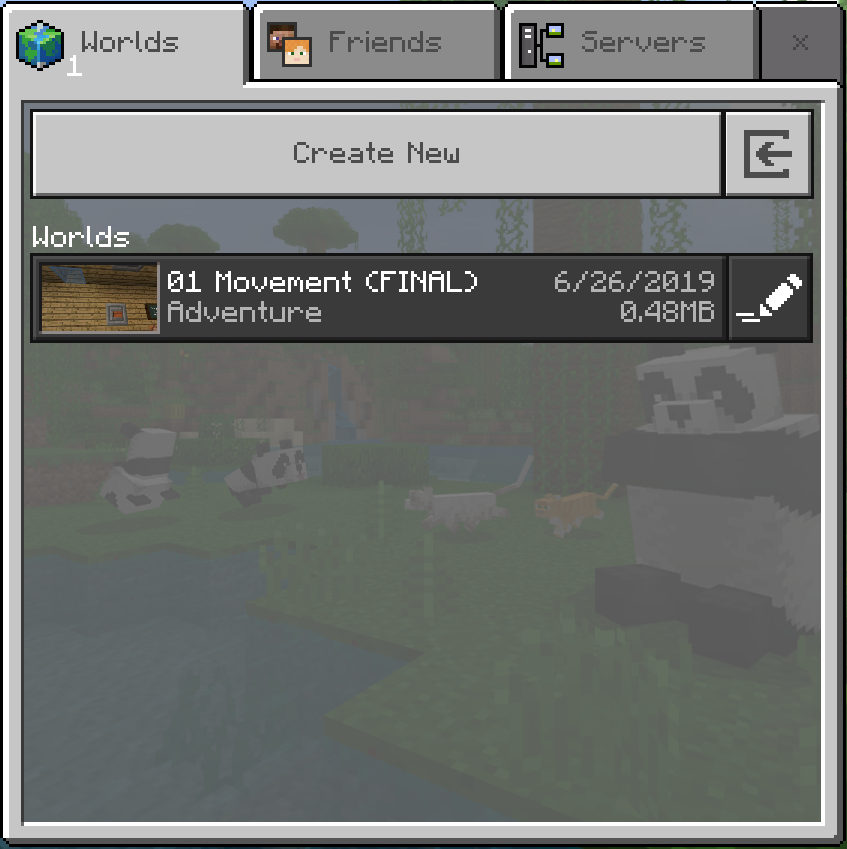 Worlds
1
Friends
Servers
Create New
Worlds
01 Movement (FINAL) 6/26/2019
Adventure 0.48MB